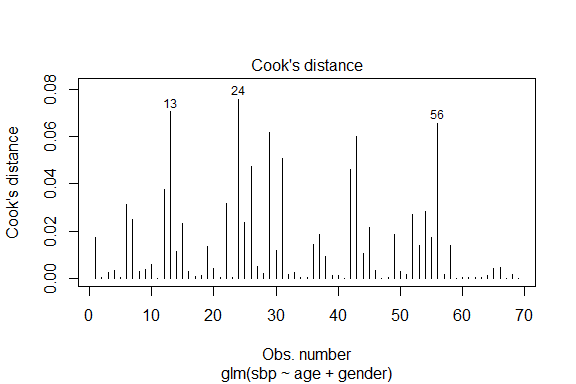 Cook's distance
0.08
0.06
0.04
0.02
0.00
Cook's distance
13
24
56
0 10 20 30 40 50 60 70
Obs. number
glm(sbp ~ age + gender)